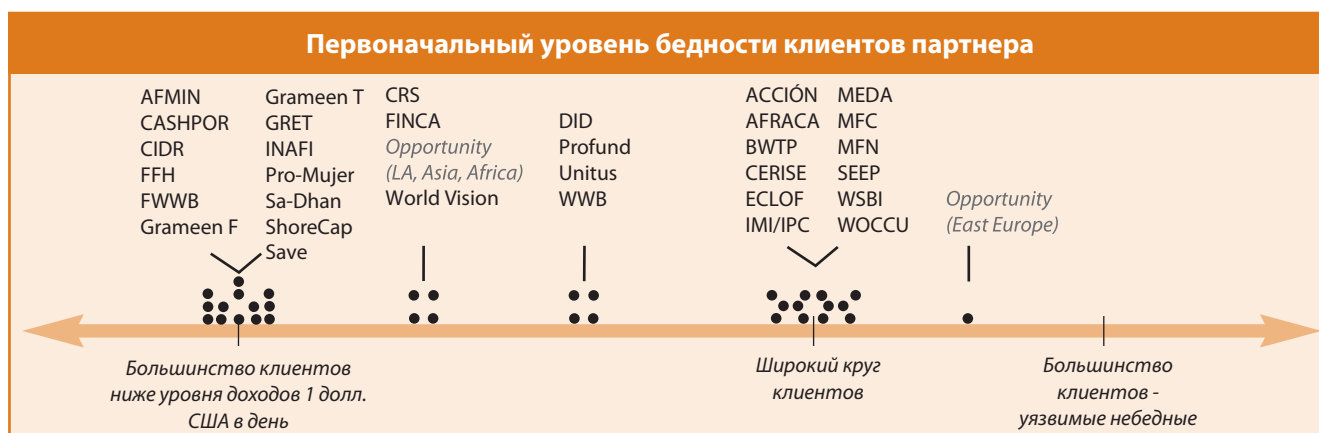 Первоначальный уровень бедности клиентов партнера
AFMIN
CASHPOR
CIDR
FFH
FWWB
Grameen F
Grameen T
GRET
INAFI
Pro-Mujer
Sa-Dhan
ShoreCap
Save
CRS
FINCA
Opportunity
(LA, Asia, Africa)
World Vision
DID
Profund
Unitus
WWB
ACCIÓN
AFRACA
BWTP
CERISE
ECLOF
IMI/IPC
MEDA
MFC
MFN
SEEP
WSBI
WOCCU
Opportunity
(East Europe)
Большинство клиентов
ниже уровня доходов 1 долл.
США в день
Широкий круг
клиентов
Большинство
клиентов -
уязвимые небедные